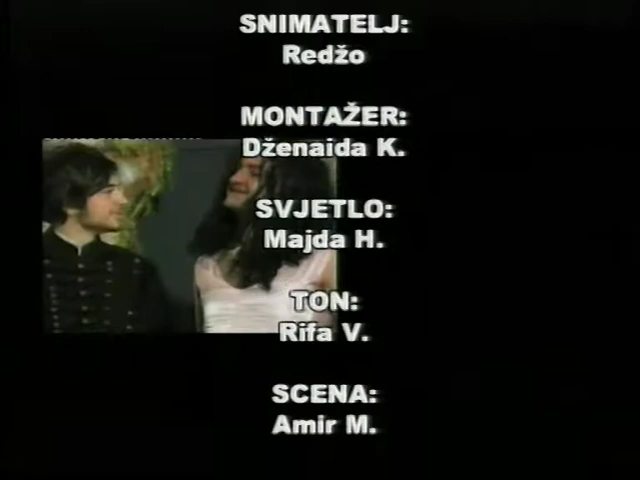 SNIMATELJ:
Redžo
MONTAŽER:
Dženaida K.
SVJETLO:
Majda H.
TON:
Rifa V.
SCENA:
Amir M.